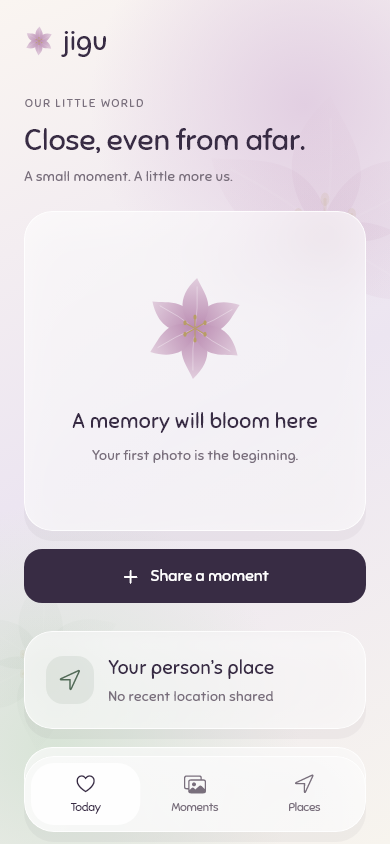 jigu
OUR LITTLE WORLD
Close, even from afar.
A small moment. A little more us.
A memory will bloom here
Your first photo is the beginning.
Share a moment
Your person's place
No recent location shared
Today
Moments
Places